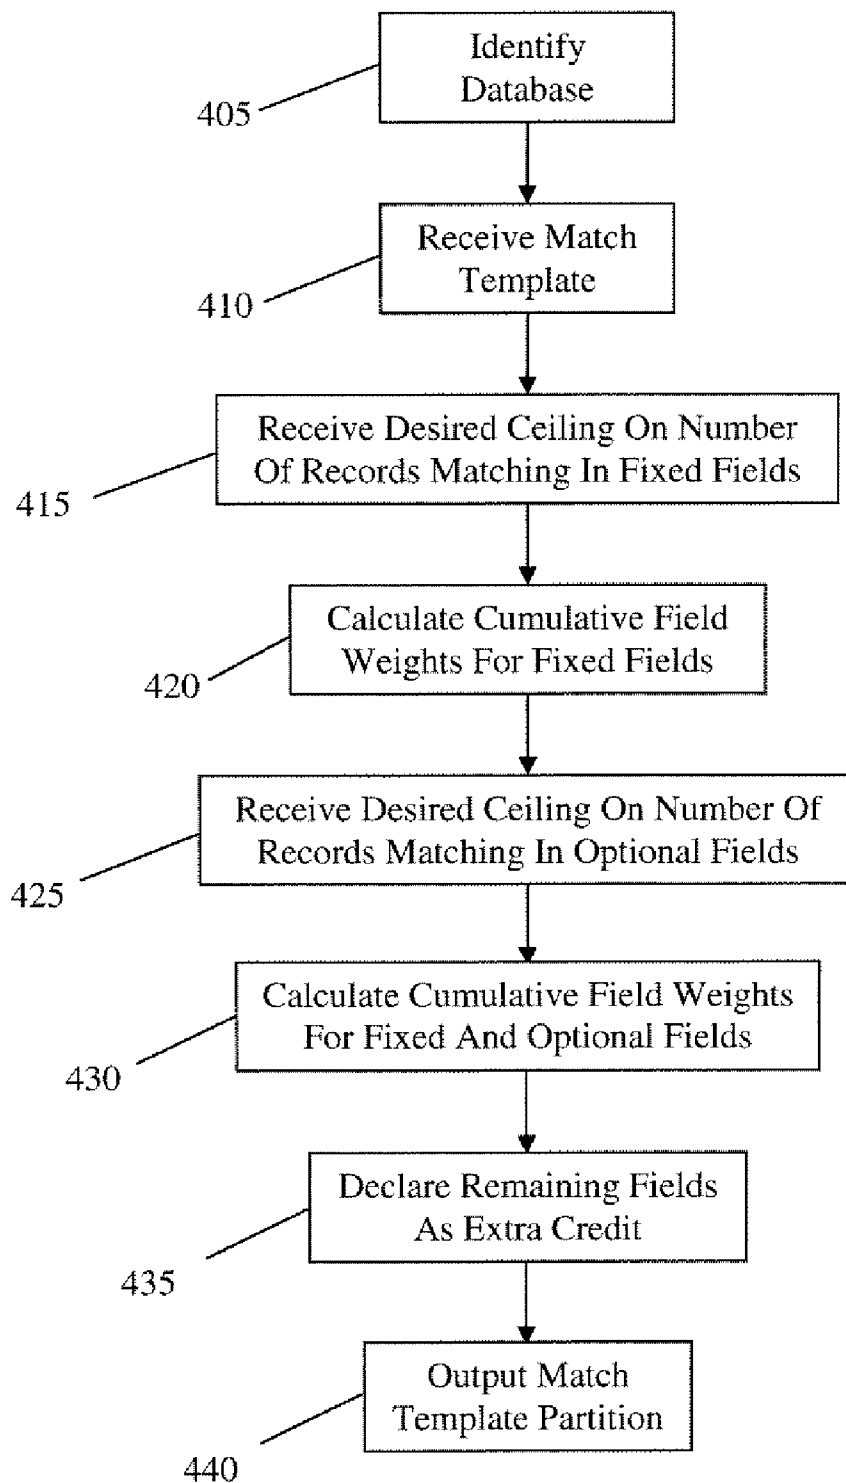 Identify
Database
405
Receive Match
Template
410
Receive Desired Ceiling On Number
Of Records Matching In Fixed Fields
415
Calculate Cumulative Field
Weights For Fixed Fields
420
Receive Desired Ceiling On Number Of
Records Matching In Optional Fields
425
Calculate Cumulative Field Weights
For Fixed And Optional Fields
430
Declare Remaining Fields
As Extra Credit
435
Output Match
Template Partition
440